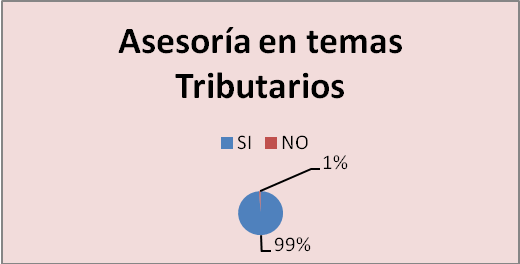 Asesoría en temas
Tributarios
SI NO
1%
99%